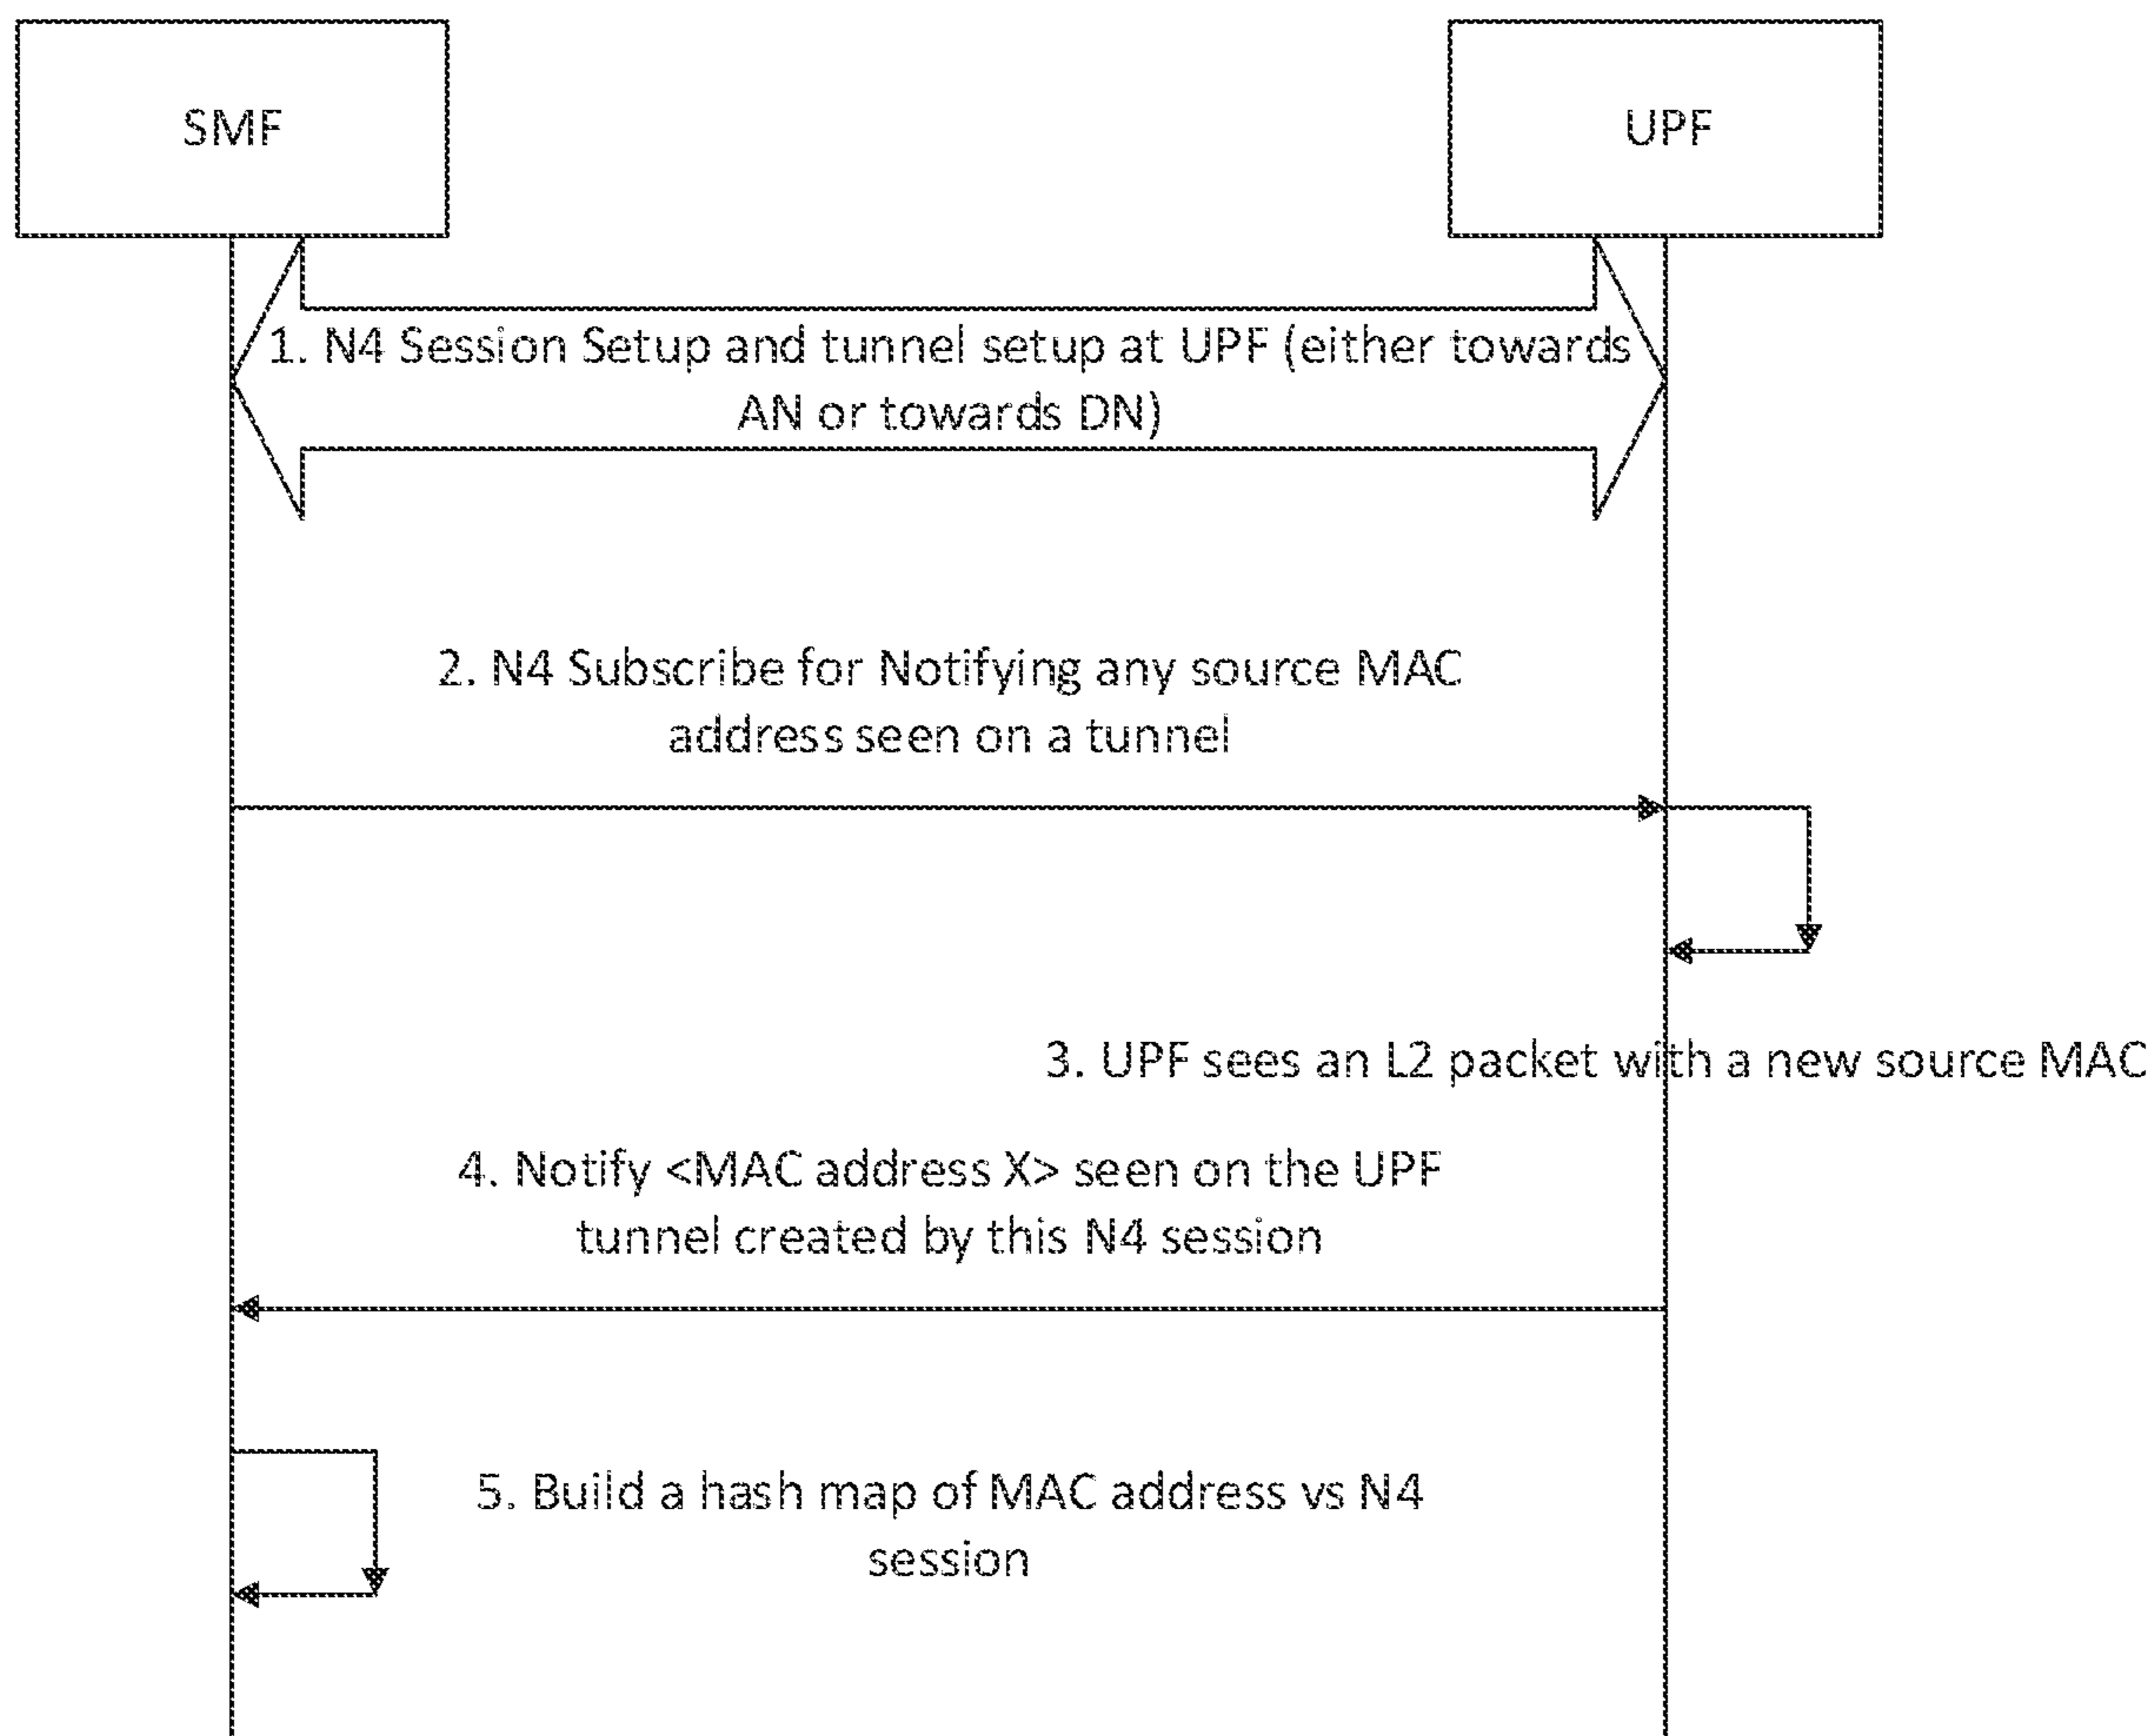 SMF
UPF
1. N4 Session Setup and tunnel setup at UPF (either towards
AN or towards DN)
2. N4 Subscribe for Notifying any source MAC
address seen on a tunnel
3. UPF sees an L2 packet with a new source MAC
4. Notify <MAC address X> seen on the UPF
tunnel created by this N4 session
5. Build a hash map of MAC address vs N4
session